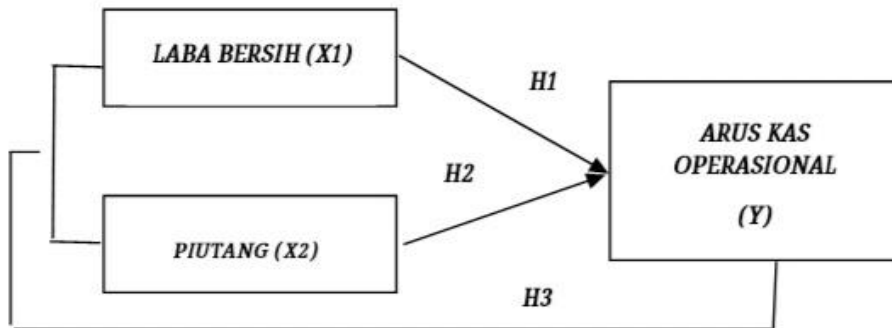 LABA BERSIH (X1)
H1
ARUS KAS
OPERASIONAL
(Y)
H2
PIUTANG (X2)
H3